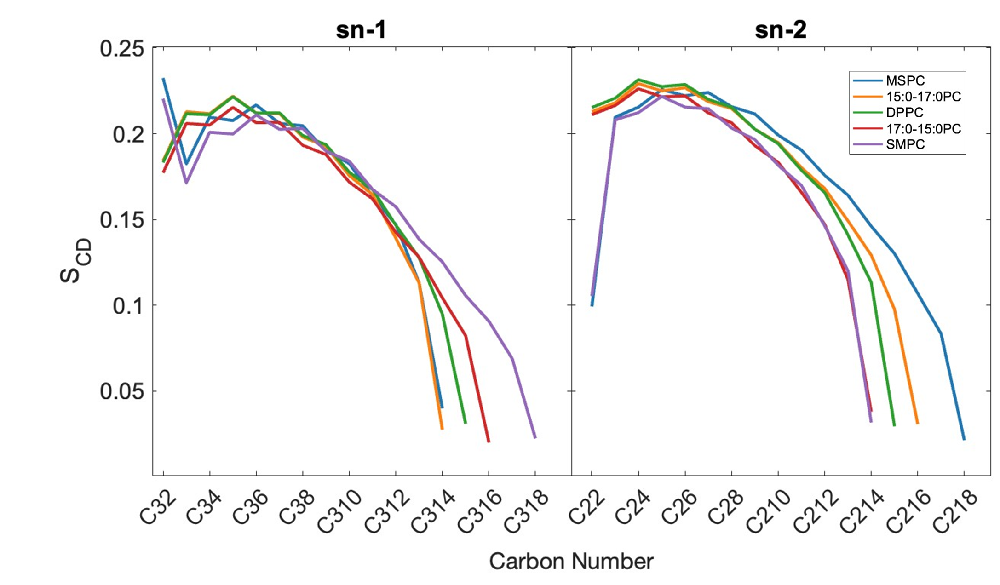 sn-1
sn-2
0.25
0.2
0.15
0.1
0.05
S_CD
MSPC
15:0-17:0PC
DPPC
17:0-15:0PC
SMPC
C32
C34
C36
C38
C310
C312
C314
C316
C318
C22
C24
C26
C28
C210
C212
C214
C216
C218
Carbon Number